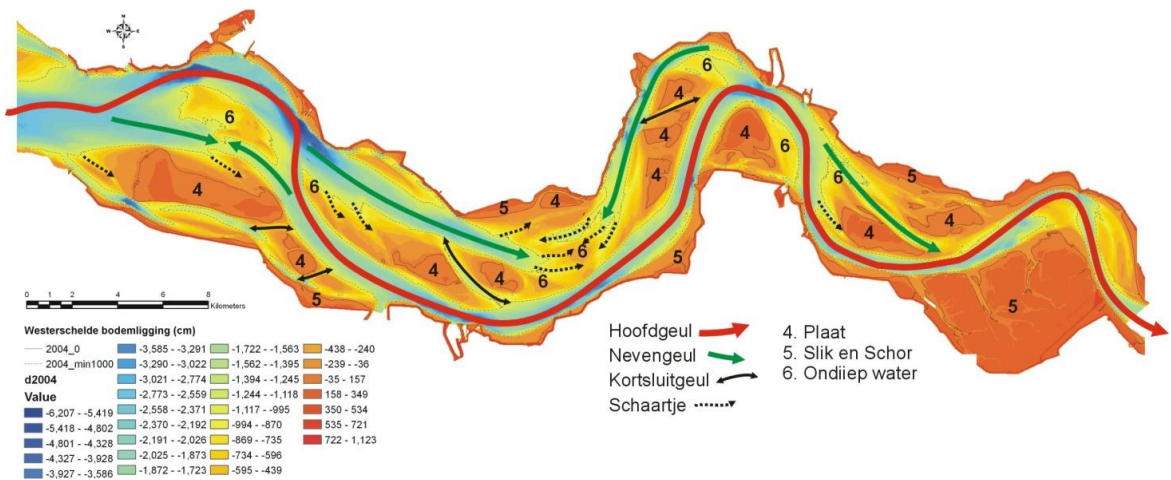 N
W E
S
6
4
6
4
4
6
4
6
5
6
4
4
5
4
4
6
5
4
4
4
6
5
5
0 1 2 4 6 8
Kilometers
Westerschelde bodemligging (cm)
2004_0
2004_min1000
d2004
Value
-6,207 - -5,419
-5,418 - -4,802
-4,801 - -4,328
-4,327 - -3,928
-3,927 - -3,586
-3,585 - -3,291
-3,290 - -3,022
-3,021 - -2,774
-2,773 - -2,559
-2,558 - -2,371
-2,370 - -2,192
-2,191 - -2,026
-2,025 - -1,873
-1,872 - -1,723
-1,722 - -1,563
-1,562 - -1,395
-1,394 - -1,245
-1,244 - -1,118
-1,117 - -995
-994 - -870
-869 - -735
-734 - -596
-595 - -439
-438 - -240
-239 - -36
-35 - 157
158 - 349
350 - 534
535 - 721
722 - 1,123
Hoofdgeul
Nevengeul
Kortsluitgeul
Schaartje
4. Plaat
5. Slik en Schor
6. Ondiiep water